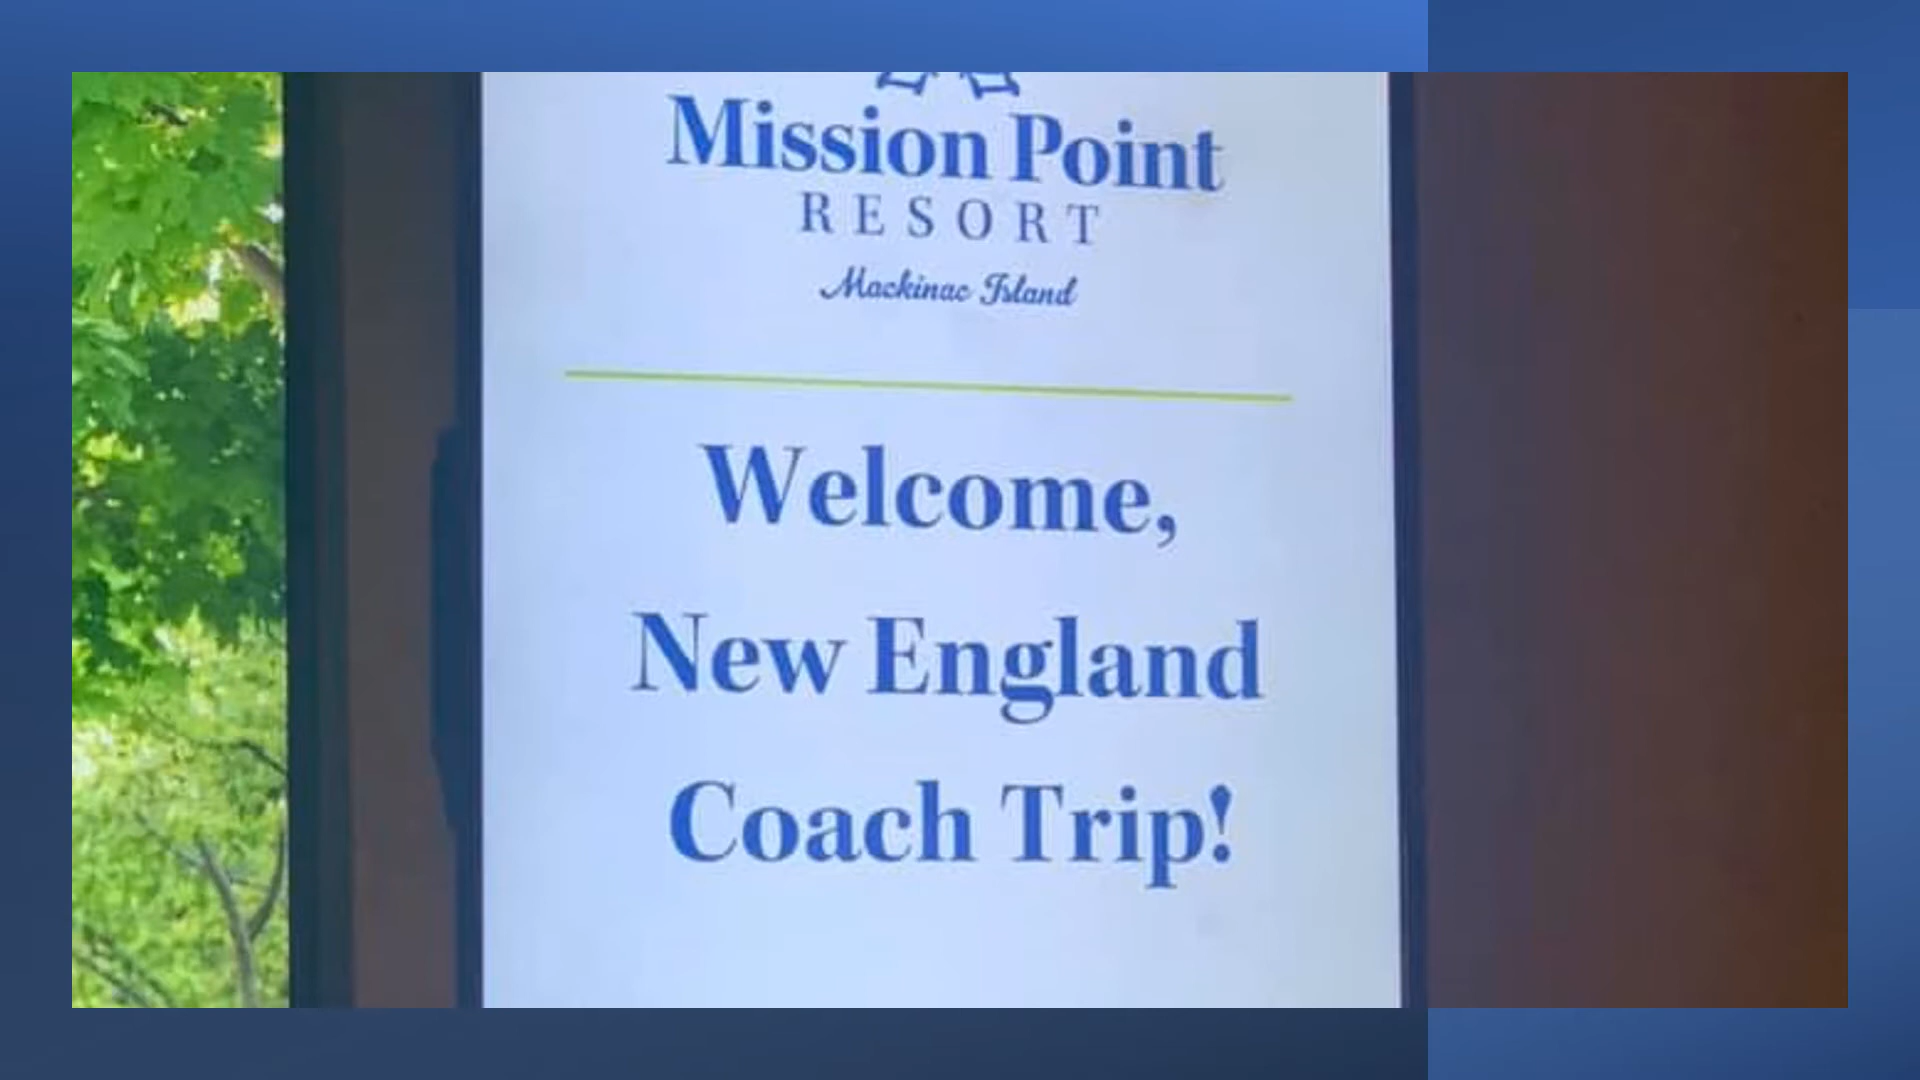 Mission Point
RESORT
Mackinac Island
Welcome,
New England
Coach Trip!